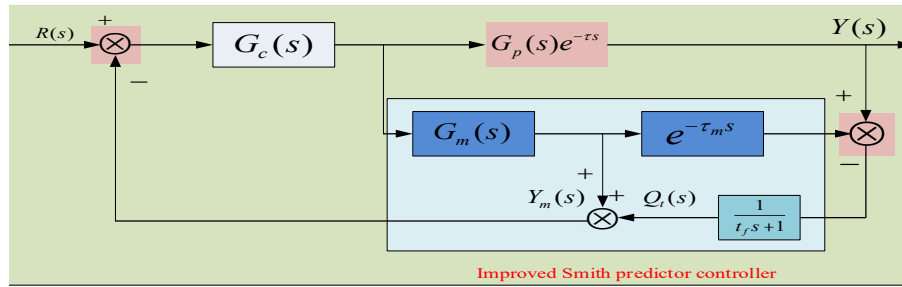 R(s) + G_c(s) G_p(s)e^{-τs} Y(s)
−
+
G_m(s) e^{-τ_m s}
−
+
Y_m(s) + Q_t(s) 1/(t_f s+1)
Improved Smith predictor controller